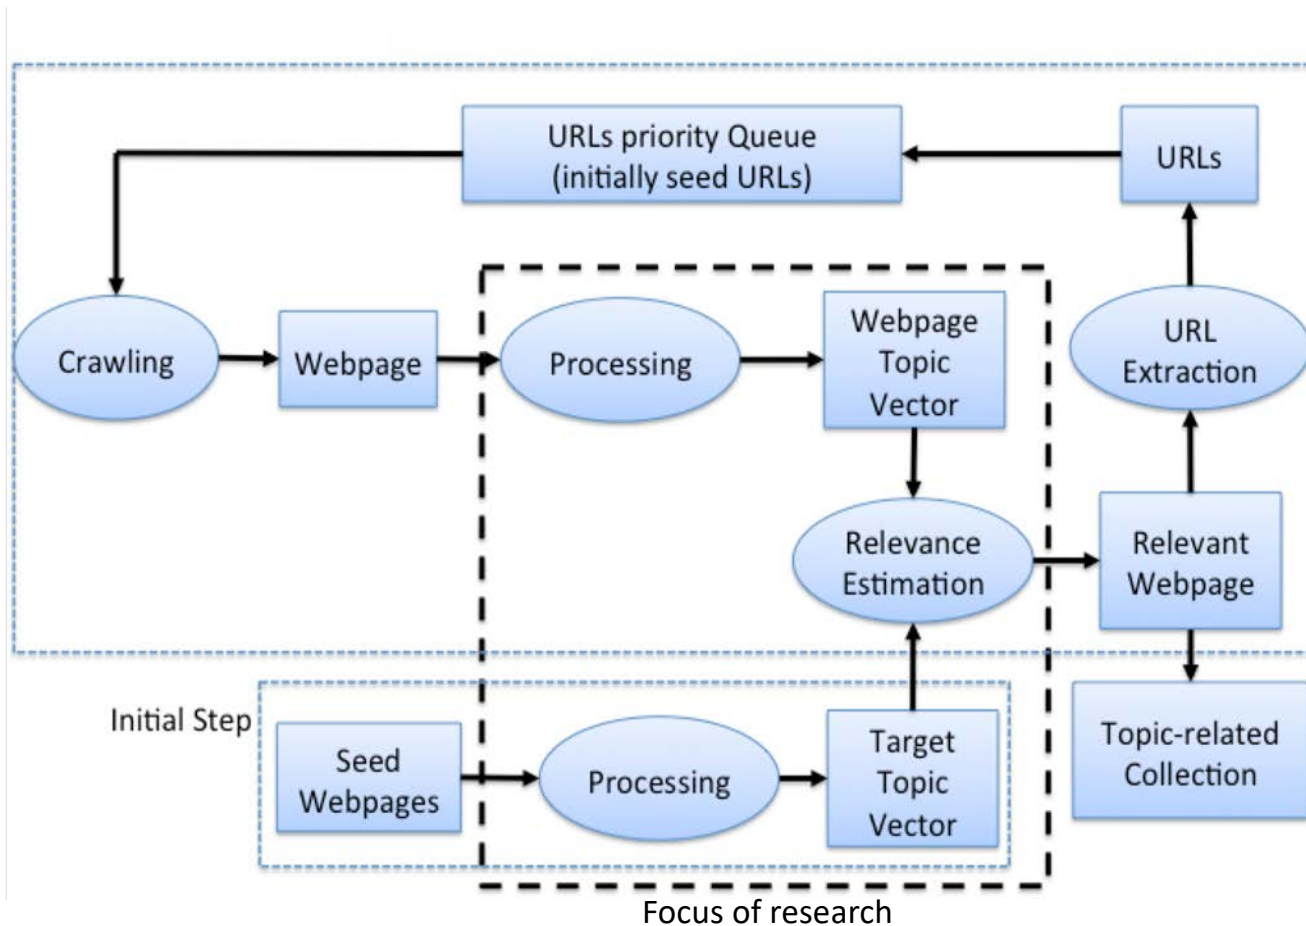 URLs priority Queue
(initially seed URLs)
URLs
Crawling
Webpage
Processing
Webpage
Topic
Vector
URL
Extraction
Relevance
Estimation
Relevant
Webpage
Initial Step
Seed
Webpages
Processing
Target
Topic
Vector
Topic-related
Collection
Focus of research